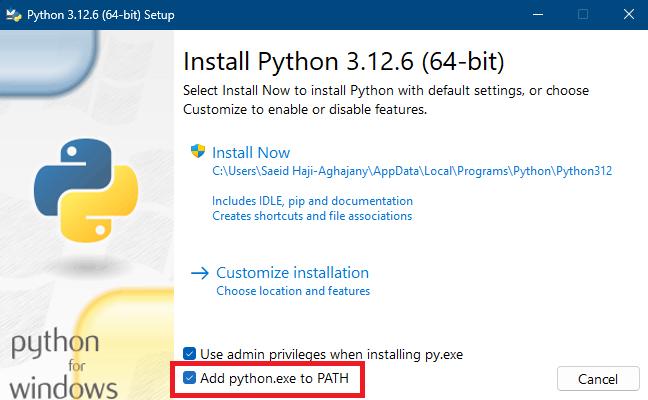 Python 3.12.6 (64-bit) Setup
Install Python 3.12.6 (64-bit)
Select Install Now to install Python with default settings, or choose
Customize to enable or disable features.
Install Now
C:\Users\Saeid Haji-Aghajany\AppData\Local\Programs\Python\Python312
Includes IDLE, pip and documentation
Creates shortcuts and file associations
Customize installation
Choose location and features
Use admin privileges when installing py.exe
Add python.exe to PATH
Cancel
python
for
windows